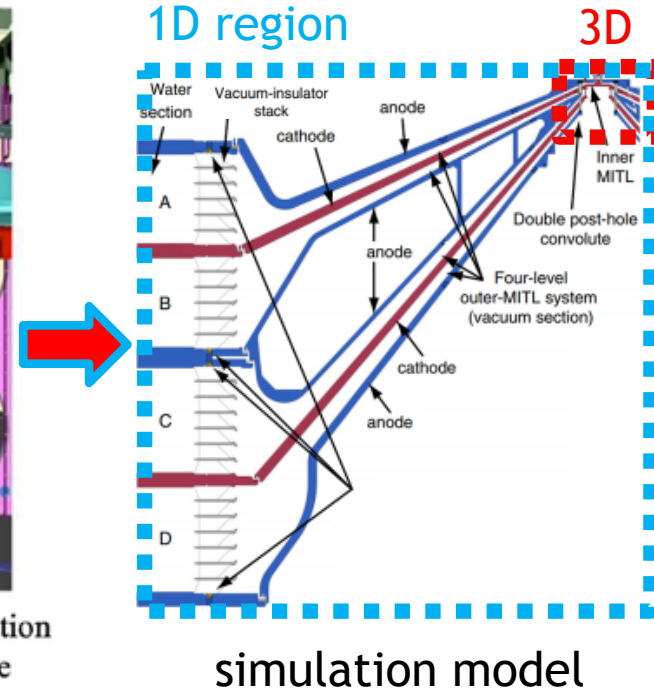 1D region
3D
Water
section
Vacuum-insulator
stack
anode
cathode
A
Inner
MITL
Double post-hole
convolute
anode
B
Four-level
outer-MITL system
(vacuum section)
cathode
C
anode
D
tion
e
simulation model